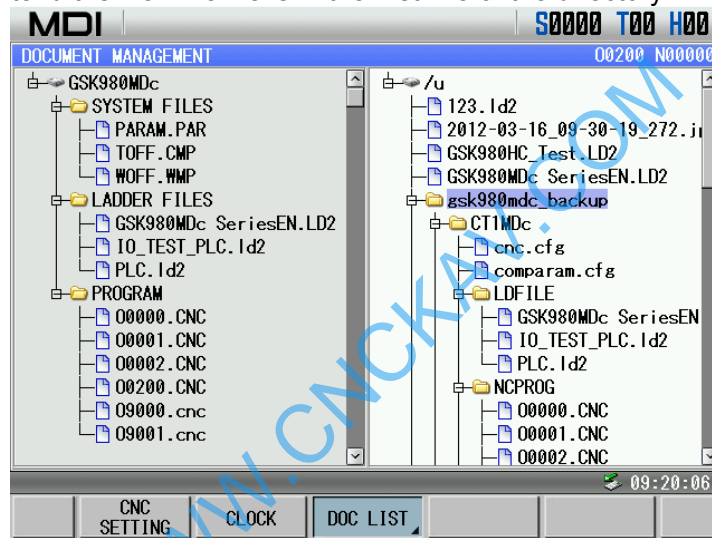 MDI
S0000 T00 H00
DOCUMENT MANAGEMENT
O0200 N00000
GSK980MDc
SYSTEM FILES
PARAM.PAR
TOFF.CMP
WOFF.WMP
LADDER FILES
GSK980MDc SeriesEN.LD2
IO_TEST_PLC.ld2
PLC.ld2
PROGRAM
O0000.CNC
O0001.CNC
O0002.CNC
O0200.CNC
O9000.cnc
O9001.cnc
/u
123.ld2
2012-03-16_09-30-19_272.j
GSK980HC_Test.LD2
GSK980MDc SeriesEN.LD2
gsk980mdc_backup
CT1MDc
cnc.cfg
comparam.cfg
LDFILE
GSK980MDc SeriesEN
IO_TEST_PLC.ld2
PLC.ld2
NCPROG
O0000.CNC
O0001.CNC
O0002.CNC
09:20:06
CNC SETTING
CLOCK
DOC LIST
WWW.CNCKAV.COM